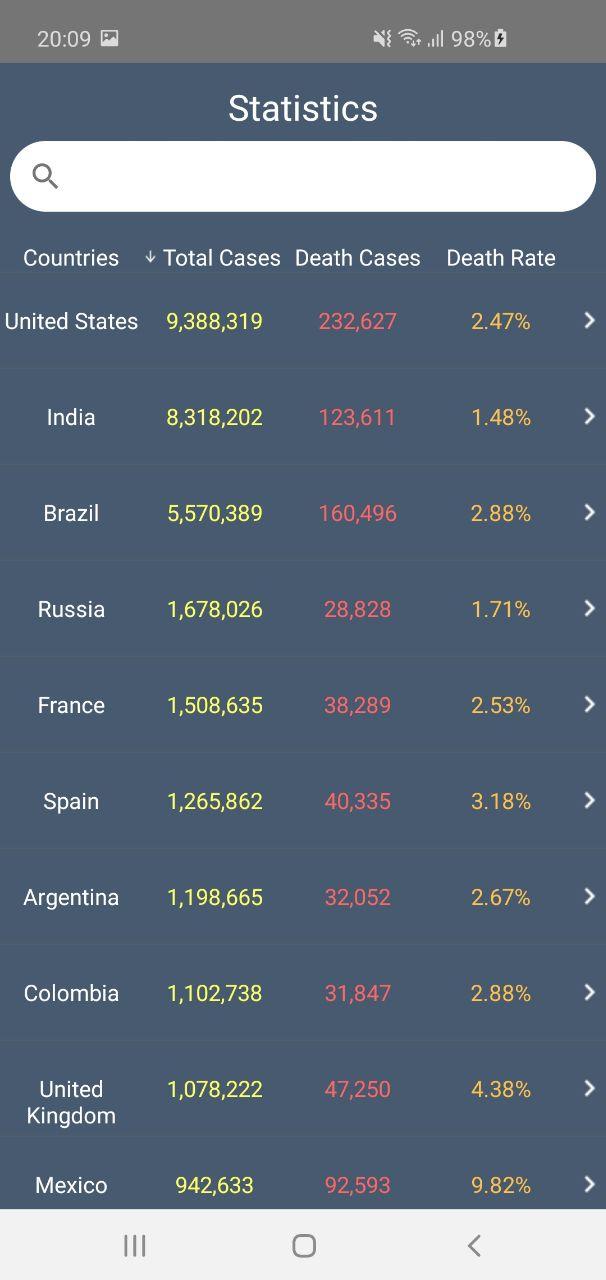 20:09 98%
Statistics
Countries ↓ Total Cases Death Cases Death Rate
United States 9,388,319 232,627 2.47%
India 8,318,202 123,611 1.48%
Brazil 5,570,389 160,496 2.88%
Russia 1,678,026 28,828 1.71%
France 1,508,635 38,289 2.53%
Spain 1,265,862 40,335 3.18%
Argentina 1,198,665 32,052 2.67%
Colombia 1,102,738 31,847 2.88%
United 1,078,222 47,250 4.38%
Kingdom
Mexico 942,633 92,593 9.82%